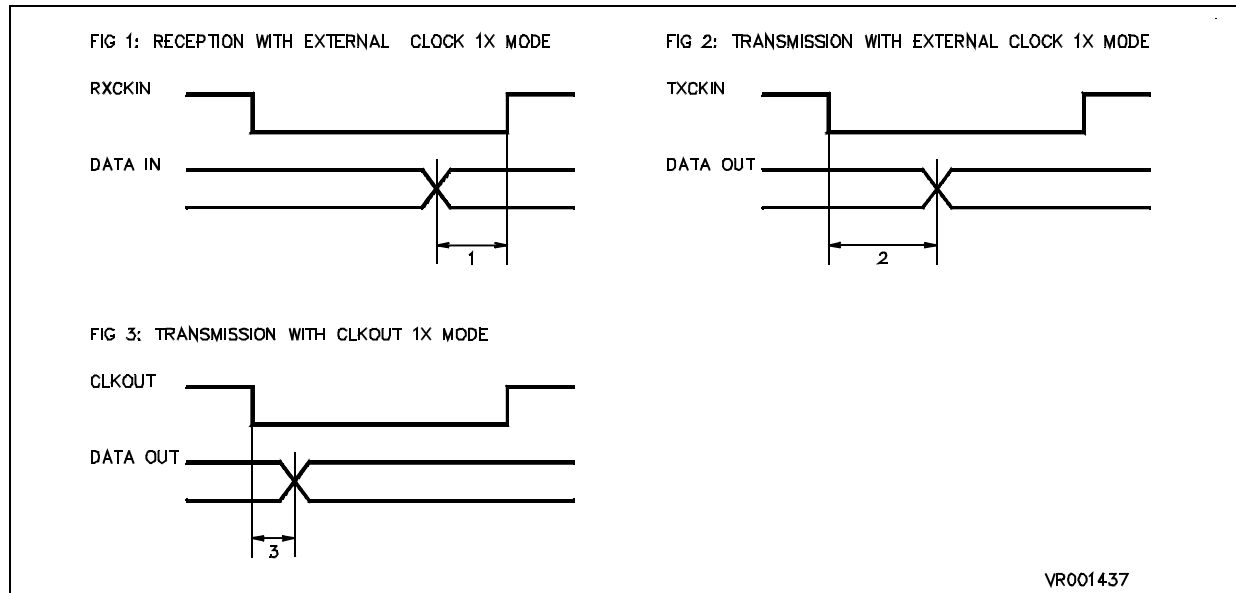 FIG 1: RECEPTION WITH EXTERNAL CLOCK 1X MODE
RXCKIN
DATA IN
1
FIG 2: TRANSMISSION WITH EXTERNAL CLOCK 1X MODE
TXCKIN
DATA OUT
2
FIG 3: TRANSMISSION WITH CLKOUT 1X MODE
CLKOUT
DATA OUT
3
VR001437